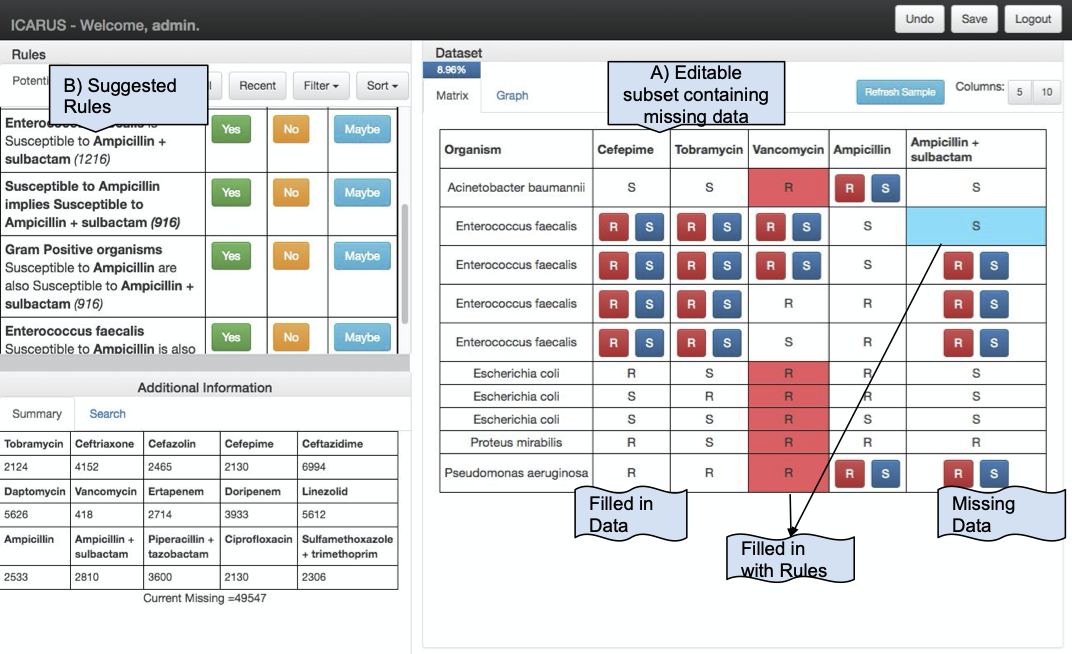 ICARUS - Welcome, admin.
Undo Save Logout
Rules
Potenti
B) Suggested
Rules
Recent Filter Sort
Susceptible to Ampicillin +
sulbactam (1216)
Yes No Maybe
Susceptible to Ampicillin
implies Susceptible to
Ampicillin + sulbactam (916)
Yes No Maybe
Gram Positive organisms
Susceptible to Ampicillin are
also Susceptible to Ampicillin +
sulbactam (916)
Yes No Maybe
Enterococcus faecalis
Susceptible to Ampicillin is also
Yes No Maybe
Additional Information
Summary Search
Tobramycin Ceftriaxone Cefazolin Cefepime Ceftazidime
2124 4152 2465 2130 6994
Daptomycin Vancomycin Ertapenem Doripenem Linezolid
5626 418 2714 3933 5612
Ampicillin Ampicillin + sulbactam Piperacillin + tazobactam Ciprofloxacin Sulfamethoxazole + trimethoprim
2533 2810 3600 2130 2306
Current Missing =49547
Dataset
8.96%
Matrix Graph
A) Editable
subset containing
missing data
Refresh Sample Columns: 5 10
Organism Cefepime Tobramycin Vancomycin Ampicillin Ampicillin + sulbactam
Acinetobacter baumannii S S R R S S
Enterococcus faecalis R S R S R S S S
Enterococcus faecalis R S R S R S S R S
Enterococcus faecalis R S R S R R R S
Enterococcus faecalis R S R S S R R S
Escherichia coli R S R R S
Escherichia coli S R R R S
Escherichia coli S S R S S
Proteus mirabilis R S R R R
Pseudomonas aeruginosa R R R R S R S
Filled in
Data
Filled in
with Rules
Missing
Data